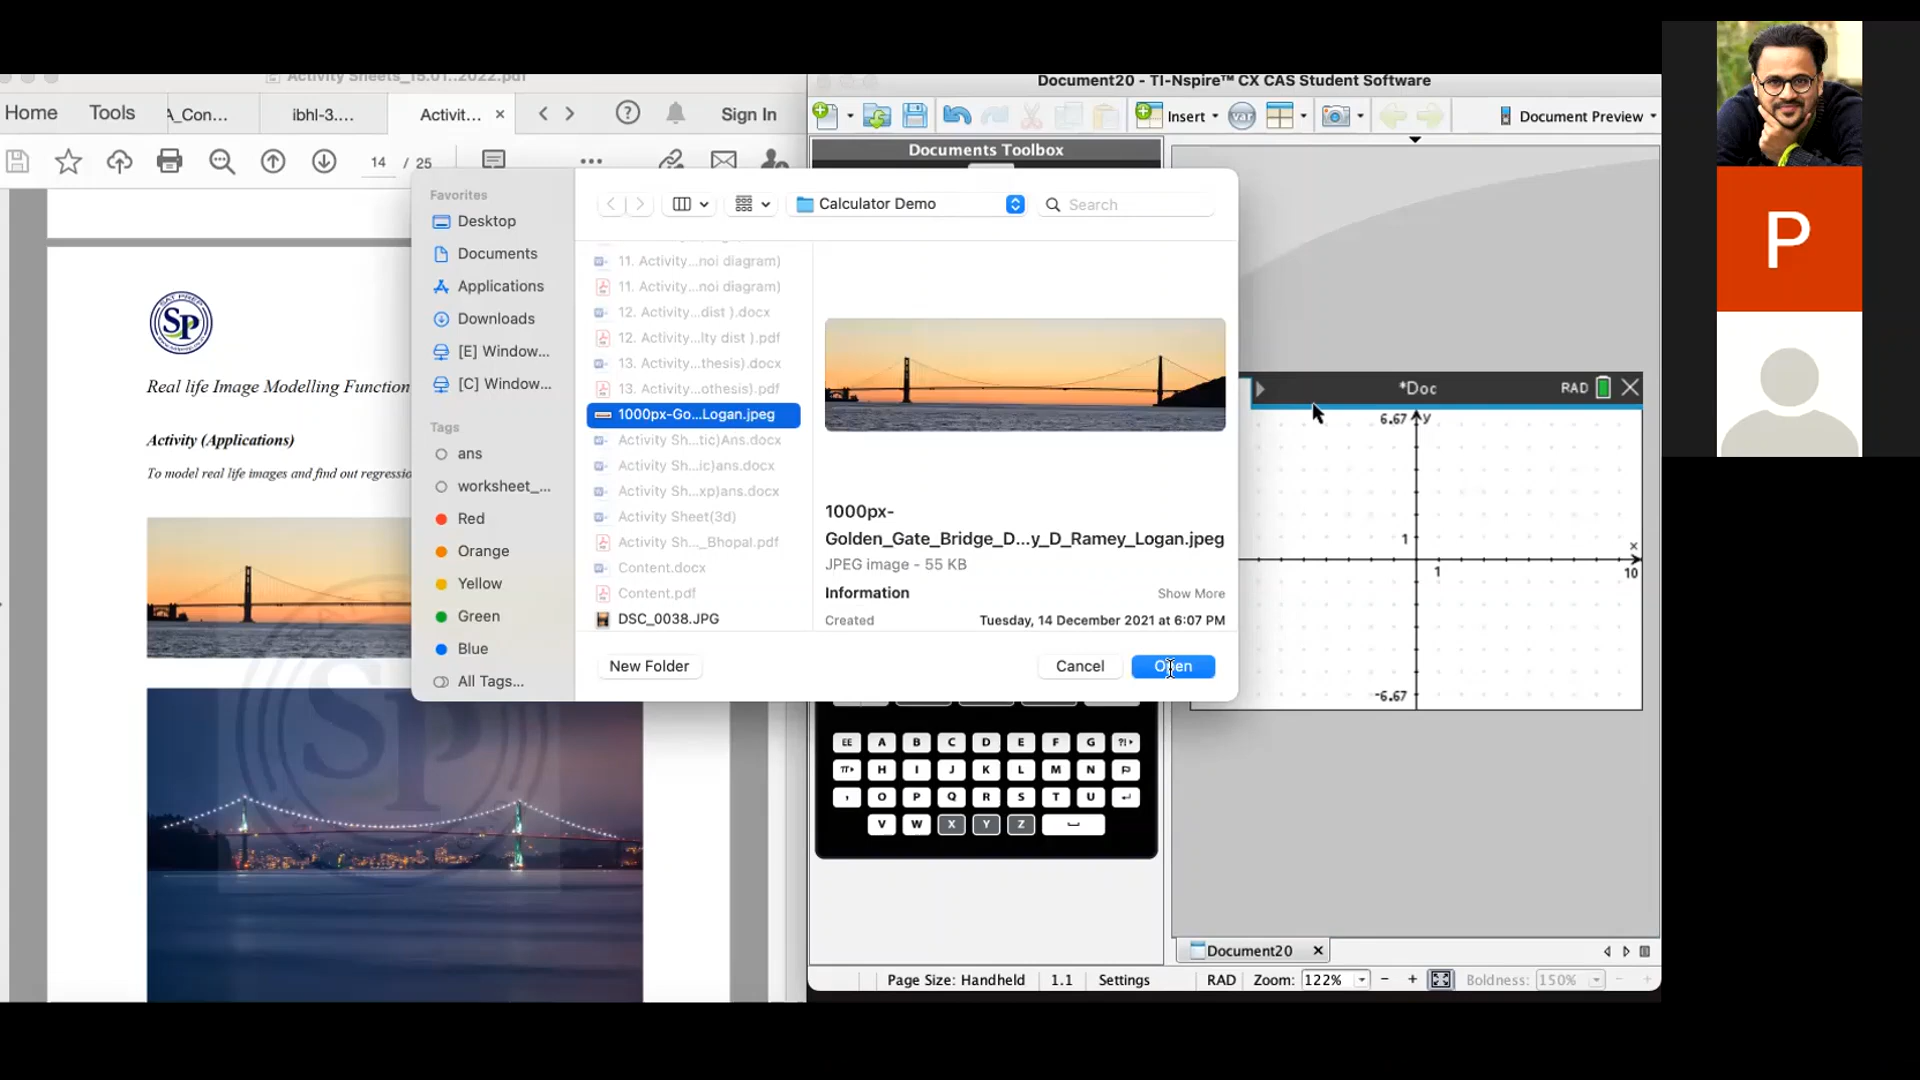 Activity Sheets_15.01..2022.pdf
Home
Tools
A_Con...
ibhl-3....
Activit... ×
Sign In
14 / 25
SAT PREP
SP
Real life Image Modelling Function
Activity (Applications)
To model real life images and find out regressi
SP
Favorites
Desktop
Documents
Applications
Downloads
[E] Window...
[C] Window...
Tags
ans
worksheet_...
Red
Orange
Yellow
Green
Blue
All Tags...
Calculator Demo
Search
11. Activity...noi diagram)
11. Activity...noi diagram)
12. Activity...dist ).docx
12. Activity...lty dist ).pdf
13. Activity...thesis).docx
13. Activity...othesis).pdf
1000px-Go...Logan.jpeg
Activity Sh...tic)Ans.docx
Activity Sh...ic)ans.docx
Activity Sh...xp)ans.docx
Activity Sheet(3d)
Activity Sh..._Bhopal.pdf
Content.docx
Content.pdf
DSC_0038.JPG
1000px-
Golden_Gate_Bridge_D...y_D_Ramey_Logan.jpeg
JPEG image - 55 KB
Information
Show More
Created
Tuesday, 14 December 2021 at 6:07 PM
New Folder
Cancel
Open
Document20 - TI-Nspire™ CX CAS Student Software
Insert
var
Document Preview
Documents Toolbox
*Doc
RAD
6.67 y
1
x
1
10
-6.67
EE A B C D E F G ?!▸
π▸ H I J K L M N
, O P Q R S T U
V W X Y Z
Document20
Page Size: Handheld
1.1
Settings
RAD
Zoom: 122% - +
Boldness: 150% - +
P